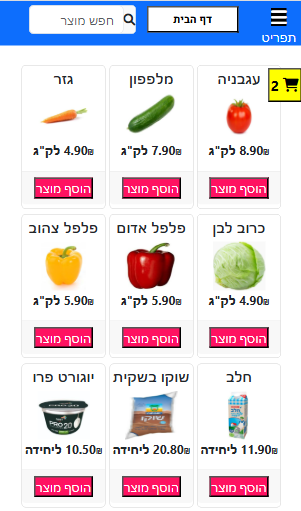 תפריט
דף הבית
חפש מוצר
2
עגבניה
מלפפון
גזר
8.90₪ לק"ג
7.90₪ לק"ג
4.90₪ לק"ג
הוסף מוצר
הוסף מוצר
הוסף מוצר
כרוב לבן
פלפל אדום
פלפל צהוב
4.90₪ לק"ג
5.90₪ לק"ג
5.90₪ לק"ג
הוסף מוצר
הוסף מוצר
הוסף מוצר
חלב
שוקו בשקית
יוגורט פרו
PRO 20
11.90₪ ליחידה
20.80₪ ליחידה
10.50₪ ליחידה
הוסף מוצר
הוסף מוצר
הוסף מוצר